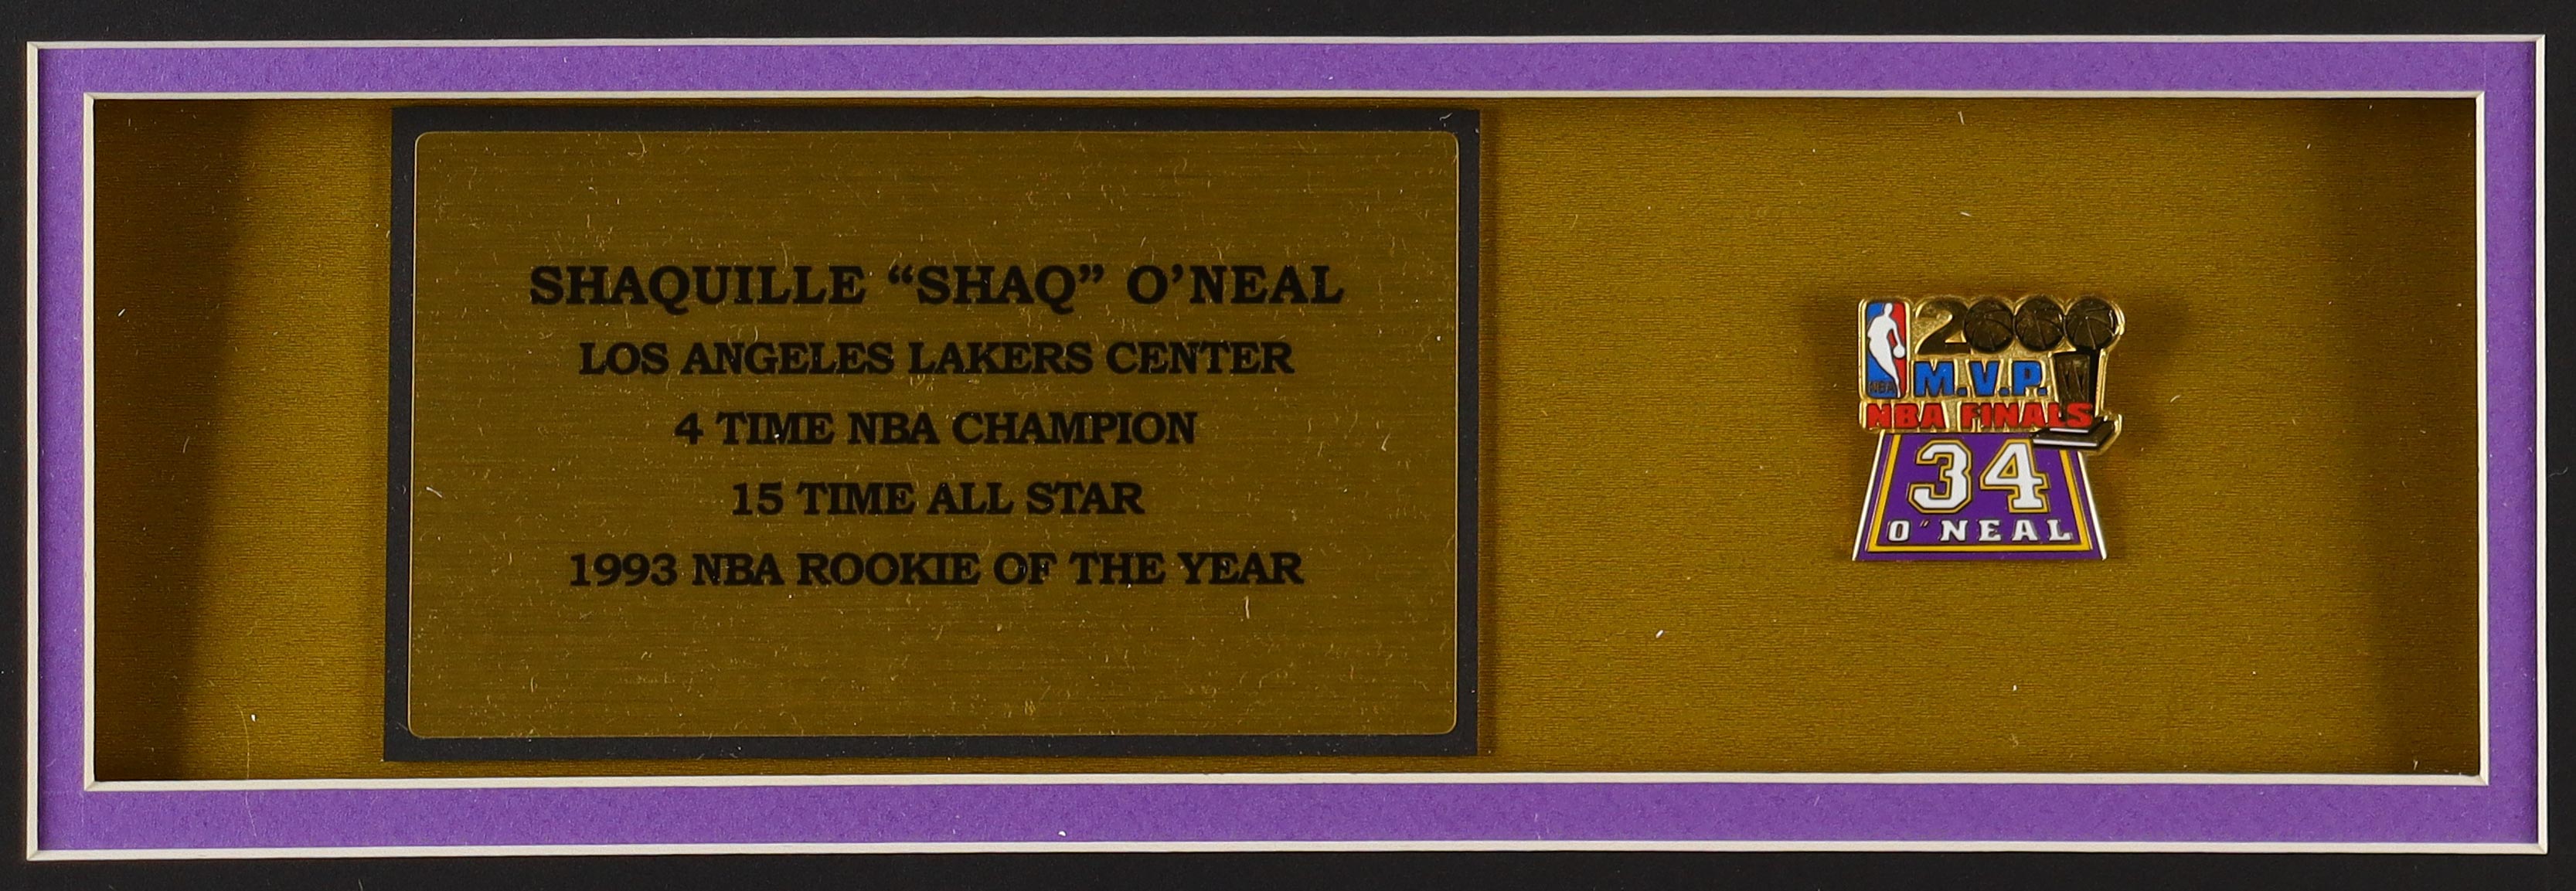 SHAQUILLE “SHAQ” O’NEAL
LOS ANGELES LAKERS CENTER
4 TIME NBA CHAMPION
15 TIME ALL STAR
1993 NBA ROOKIE OF THE YEAR
2000
NBA
M.V.P.
NBA FINALS
34
O'NEAL